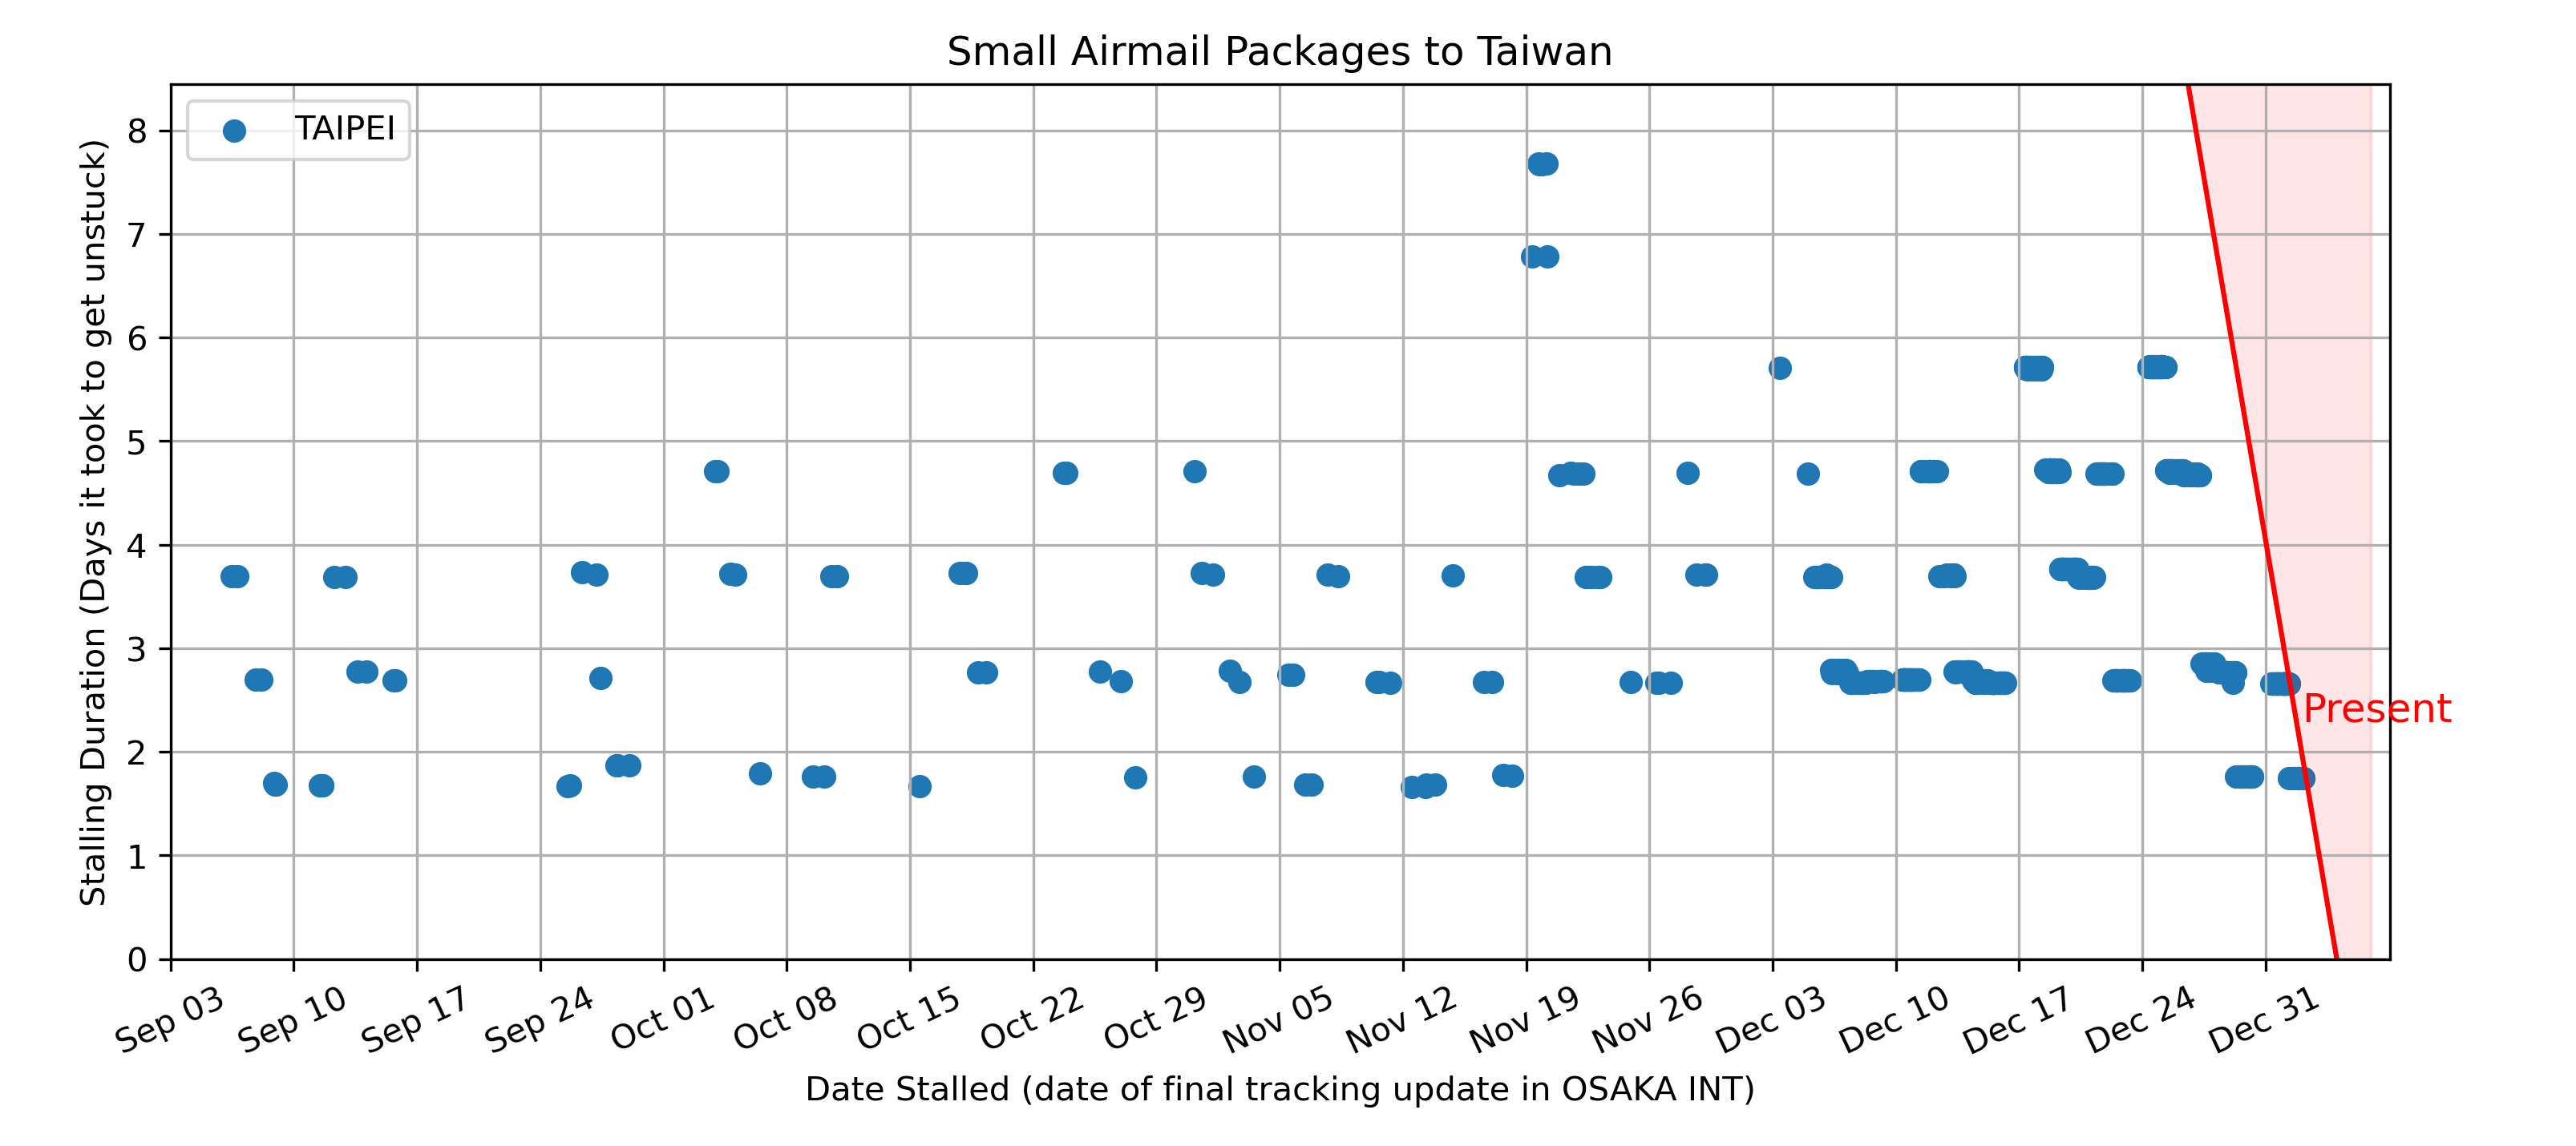 Small Airmail Packages to Taiwan
TAIPEI
Stalling Duration (Days it took to get unstuck)
8
7
6
5
4
3
2
1
0
Present
Sep 03
Sep 10
Sep 17
Sep 24
Oct 01
Oct 08
Oct 15
Oct 22
Oct 29
Nov 05
Nov 12
Nov 19
Nov 26
Dec 03
Dec 10
Dec 17
Dec 24
Dec 31
Date Stalled (date of final tracking update in OSAKA INT)